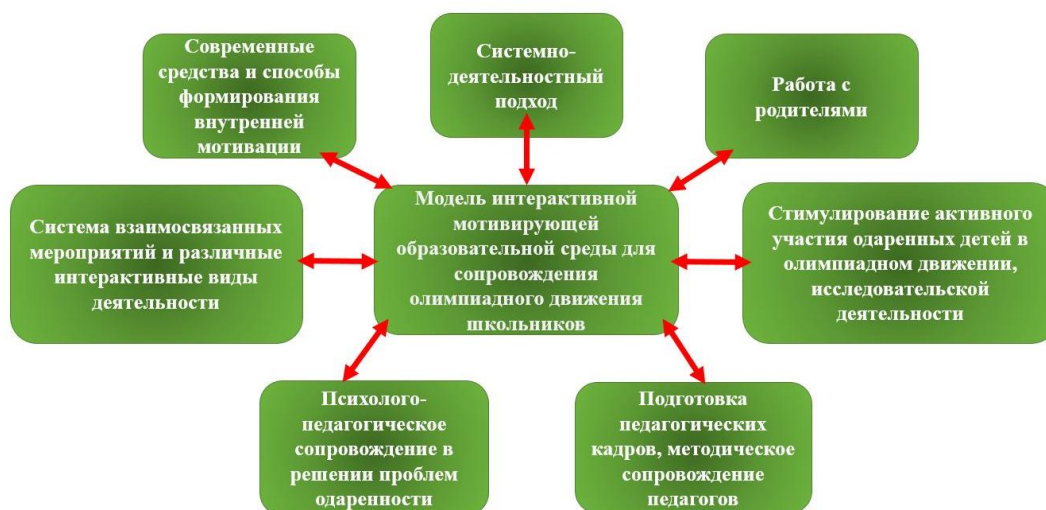 Современные
средства и способы
формирования
внутренней
мотивации
Системно-
деятельностный
подход
Работа с
родителями
Система взаимосвязанных
мероприятий и различные
интерактивные виды
деятельности
Модель интерактивной
мотивирующей
образовательной среды для
сопровождения
олимпиадного движения
школьников
Стимулирование активного
участия одаренных детей в
олимпиадном движении,
исследовательской
деятельности
Психолого-
педагогическое
сопровождение в
решении проблем
одаренности
Подготовка
педагогических
кадров, методическое
сопровождение
педагогов